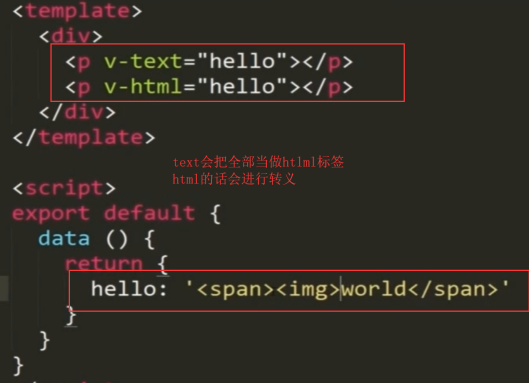 <template>
<div>
<p v-text="hello"></p>
<p v-html="hello"></p>
</div>
</template>
text会把全部当做htlml标签
html的话会进行转义
<script>
export default {
data () {
return {
hello: '<span><img>world</span>'
}
}
}